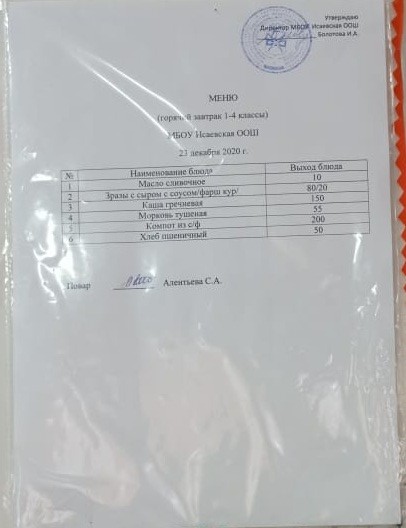 Утверждаю
Директор МБОУ Исаевская ООШ
Болотова И.А.
МЕНЮ
(горячий завтрак 1-4 классы)
МБОУ Исаевская ООШ
23 декабря 2020 г.
№ Наименование блюда Выход блюда
1 Масло сливочное 10
2 Зразы с сыром с соусом/фарш кур/ 80/20
3 Каша гречневая 150
4 Морковь тушеная 55
5 Компот из с/ф 200
6 Хлеб пшеничный 50
Повар Алентьева С.А.